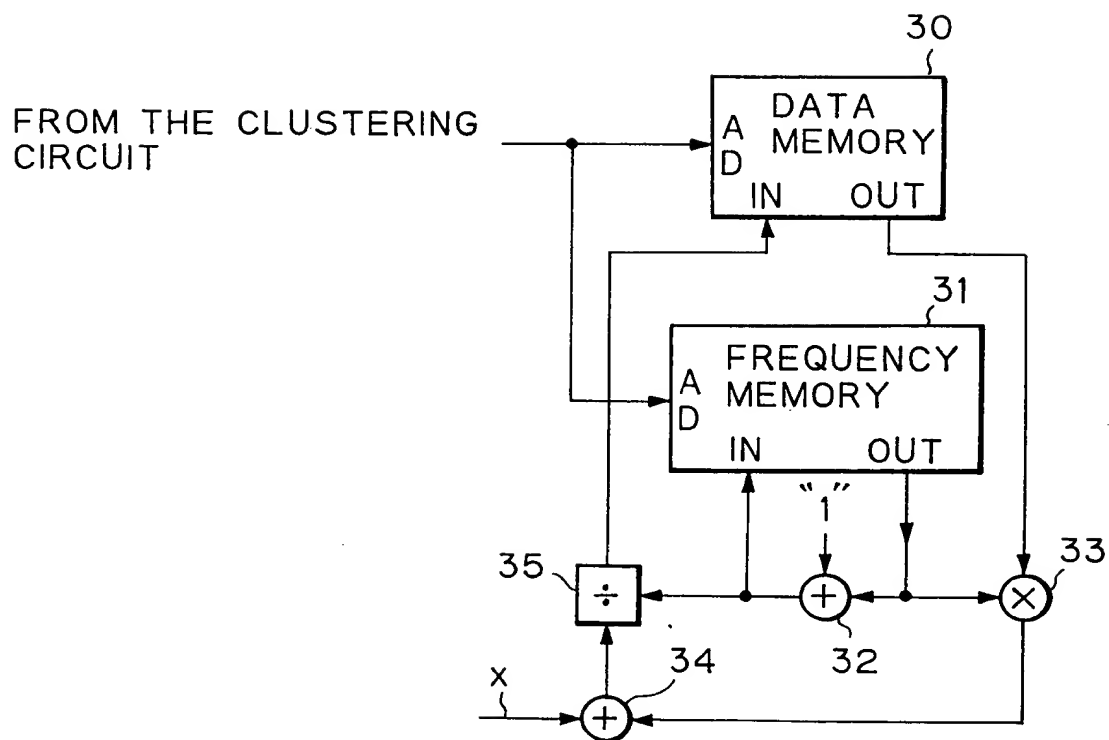 30
DATA
MEMORY
AD
IN OUT
FROM THE CLUSTERING
CIRCUIT
31
FREQUENCY
MEMORY
AD
IN OUT
"1"
35
÷
+
32
×
33
34
x
+